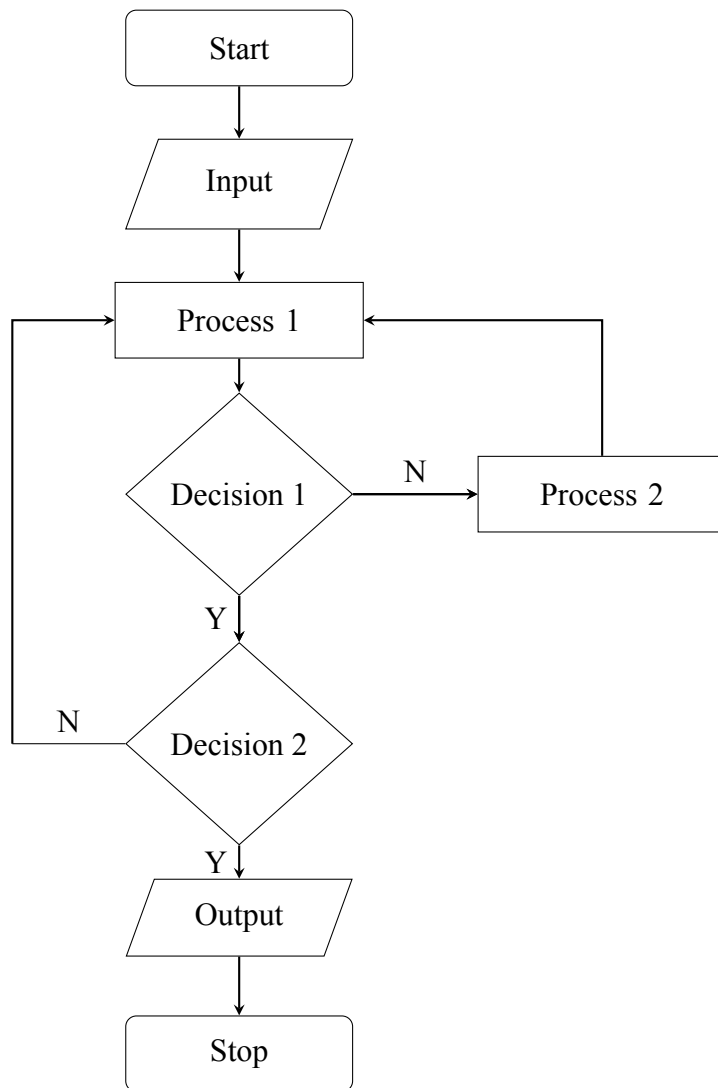 Start
Input
Process 1
Decision 1
N
Process 2
Y
N
Decision 2
Y
Output
Stop